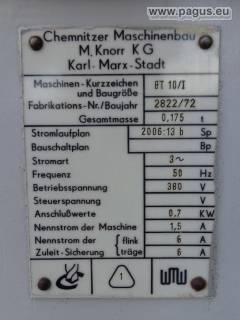 www.pagus.eu
Chemnitzer Maschinenbau
M. Knorr K G
Karl-Marx-Stadt
Maschinen-Kurzzeichen und Baugröße BT 10/I
Fabrikations-Nr./Baujahr 2822/72
Gesamtmasse 0,175 t
Stromlaufplan 2006:13 b Sp
Bauschaltplan Bp
Stromart 3~
Frequenz 50 Hz
Betriebsspannung 380 V
Steuerspannung V
Anschlußwerte 0,7 KW
Nennstrom der Maschine 1,5 A
Nennstrom der flink 6 A
Zuleit-Sicherung träge 6 A
1
WMW